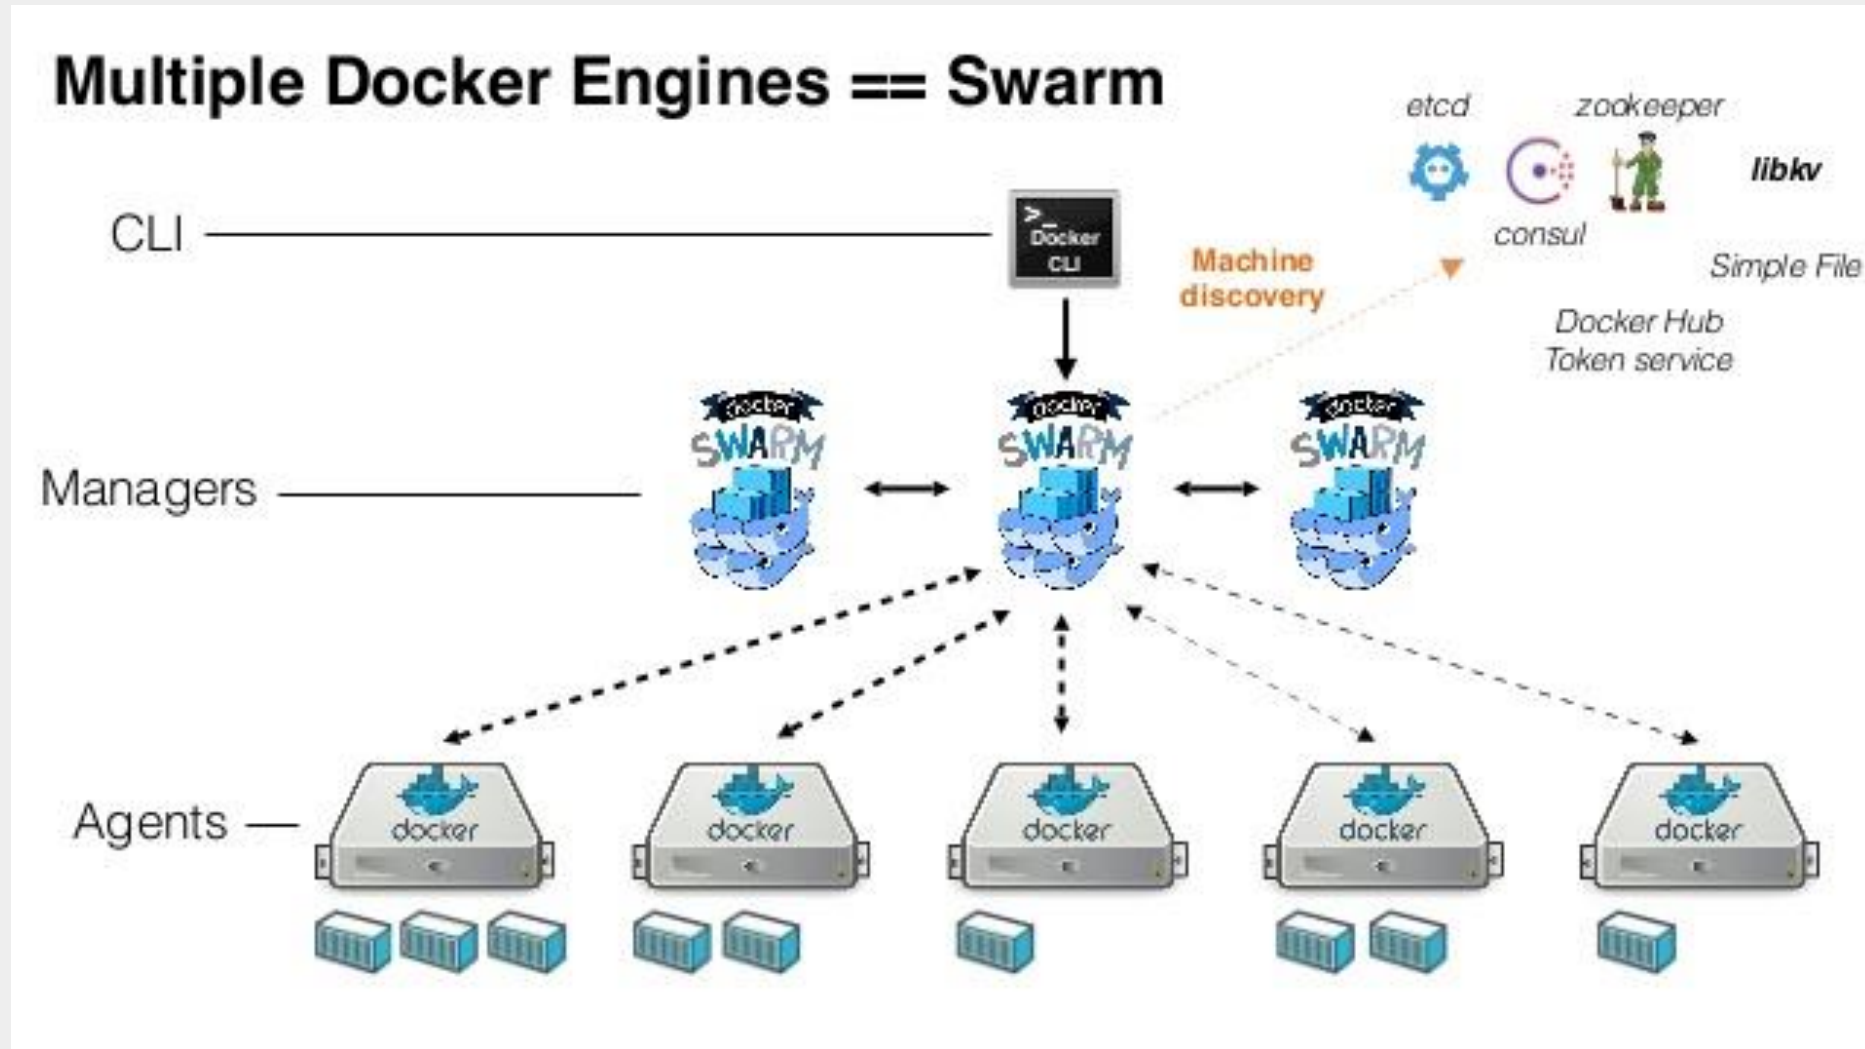 Multiple Docker Engines == Swarm
etcd
zookeeper
libkv
consul
Simple File
Docker Hub
Token service
CLI
>_
Docker
CLI
Machine
discovery
Managers
docker
SWARM
docker
SWARM
docker
SWARM
Agents
docker
docker
docker
docker
docker